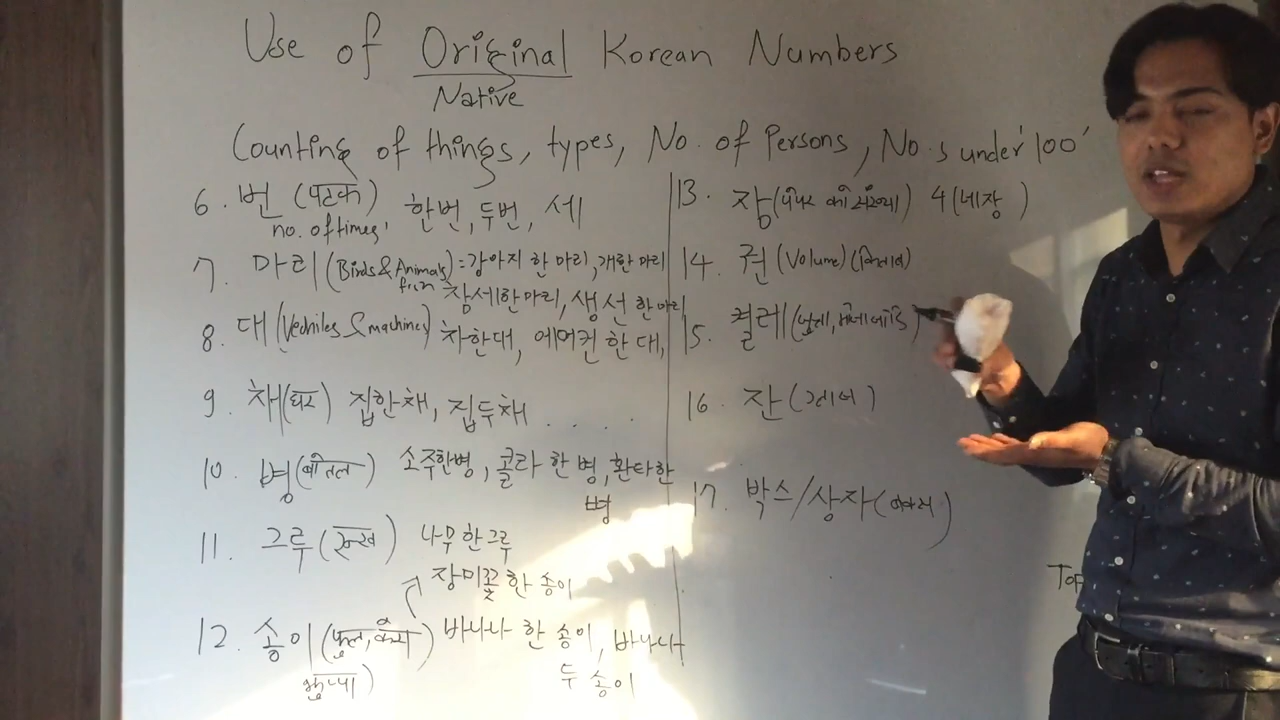 Use of Original Korean Numbers
Native
Counting of things, types, No. of Persons, No.s under '100'
6. 번 (पटक) 한번, 두번, 세
no. of times,
7. 마리 (Birds & Animals) = 강아지 한 마리, 개한 마리
참세한마리, 생선 한마리
8. 대 (Vechiles & machines) 차한대, 에어컨 한 대,
9. 채 (घर) 집한채, 집두채 . . . .
10. 병 (बोतल) 소주한병, 콜라 한 병, 환타한
병
11. 그루 (रुख) 나무 한그루
장미꽃 한 송이
12. 송이 (फूल, ) 바나나 한 송이, 바나나
두 송이
13. 장 (पेपर को संख्या) 4 (네장)
14. 권 (Volume) (किताब)
15. 켤레 (जुत्ता, )
16. 잔 (गिलास)
17. 박스/상자 ( )
TOP